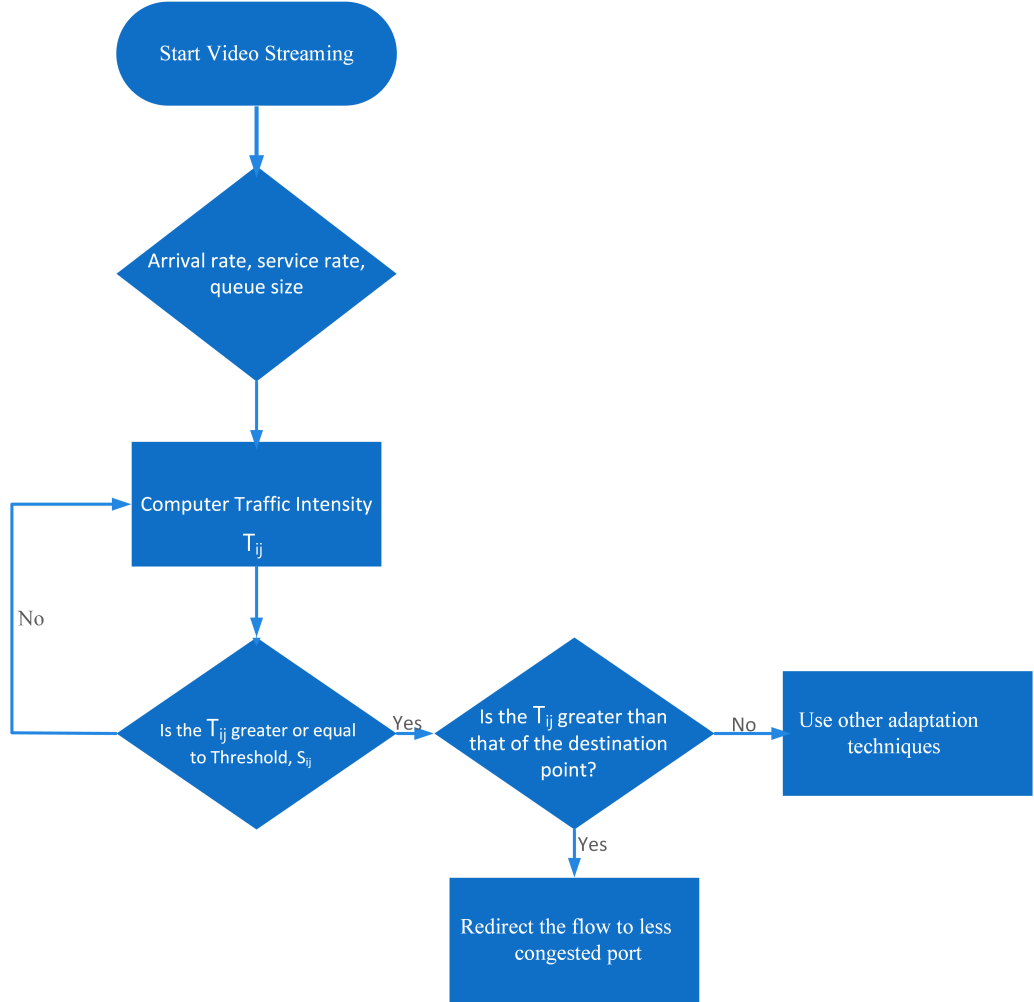 Start Video Streaming
Arrival rate, service rate,
queue size
Computer Traffic Intensity
Tij
No
Is the Tij greater or equal
to Threshold, Sij
Yes
Is the Tij greater than
that of the destination
point?
No
Use other adaptation
techniques
Yes
Redirect the flow to less
congested port